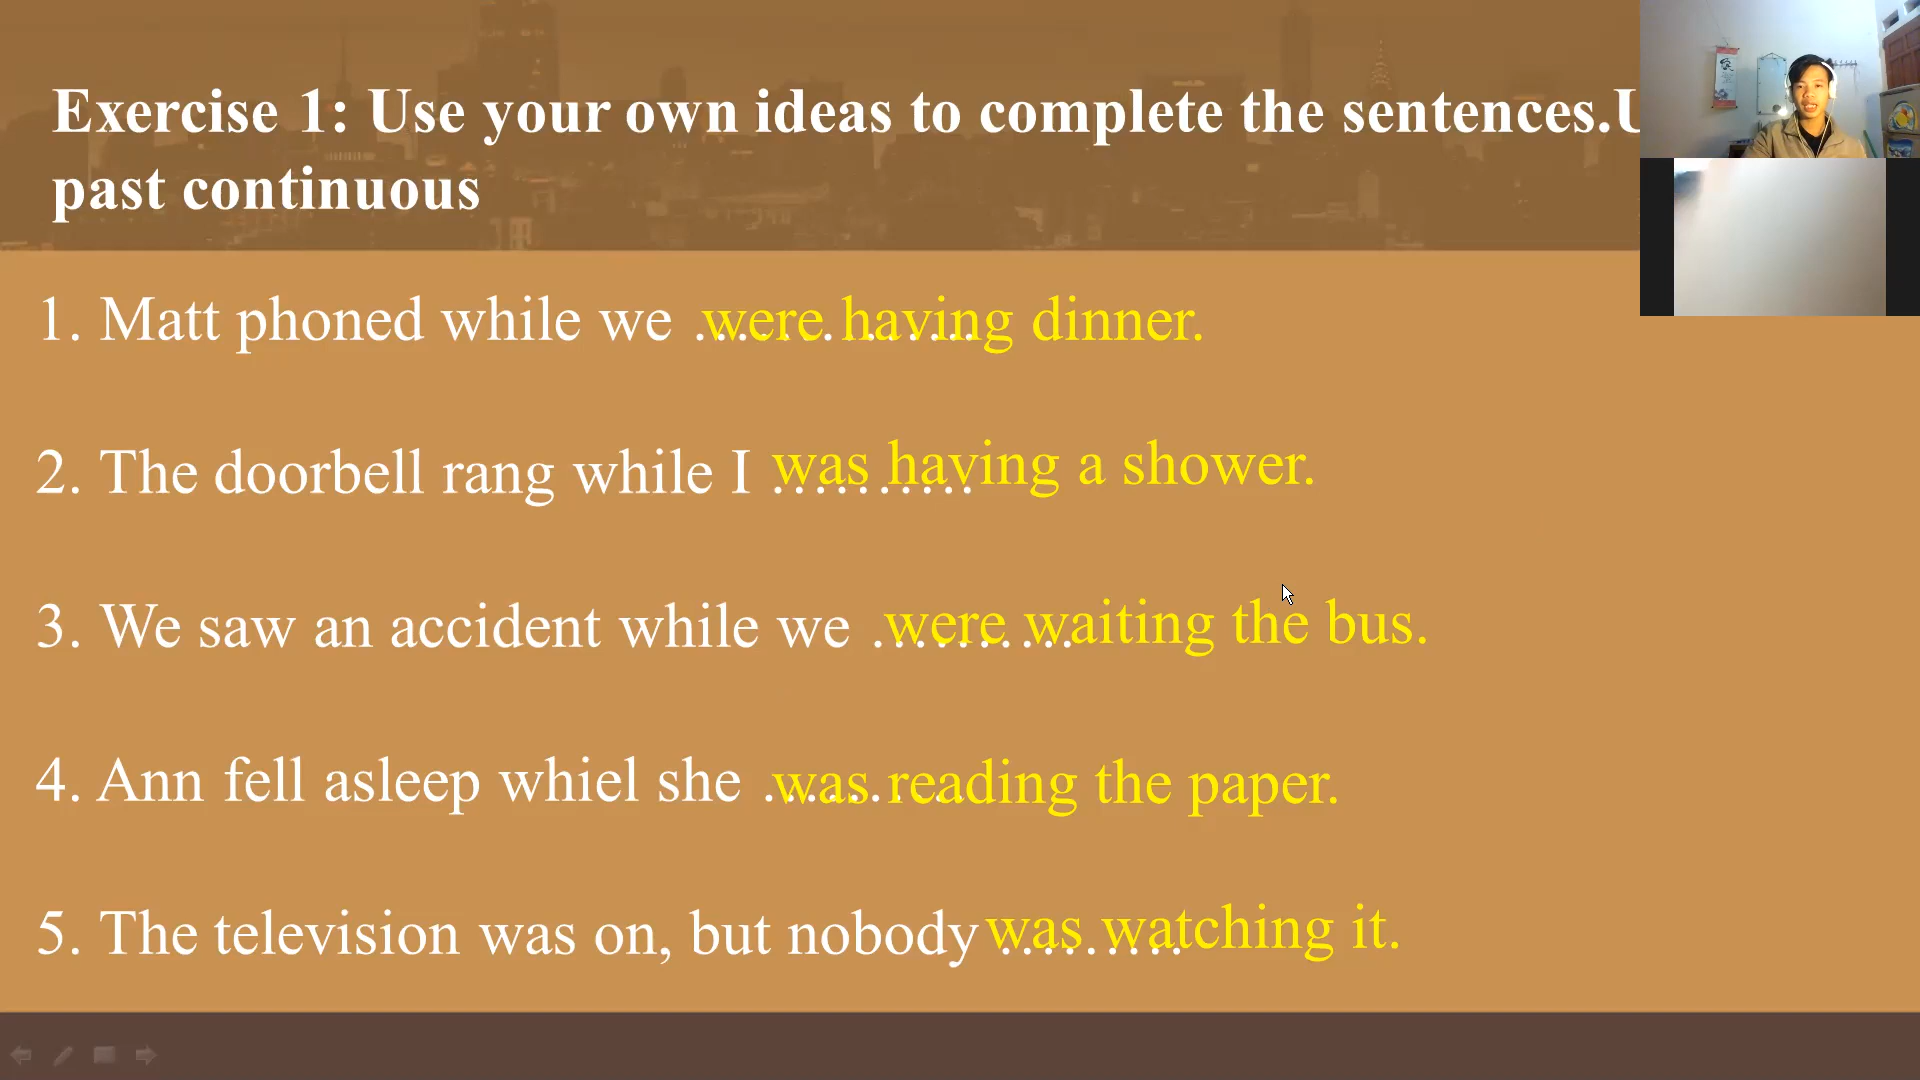 Exercise 1: Use your own ideas to complete the sentences.U
past continuous
1. Matt phoned while we ..............were having dinner.
2. The doorbell rang while I ..........was having a shower.
3. We saw an accident while we ..........were waiting the bus.
4. Ann fell asleep whiel she ..........was reading the paper.
5. The television was on, but nobody .........was watching it.